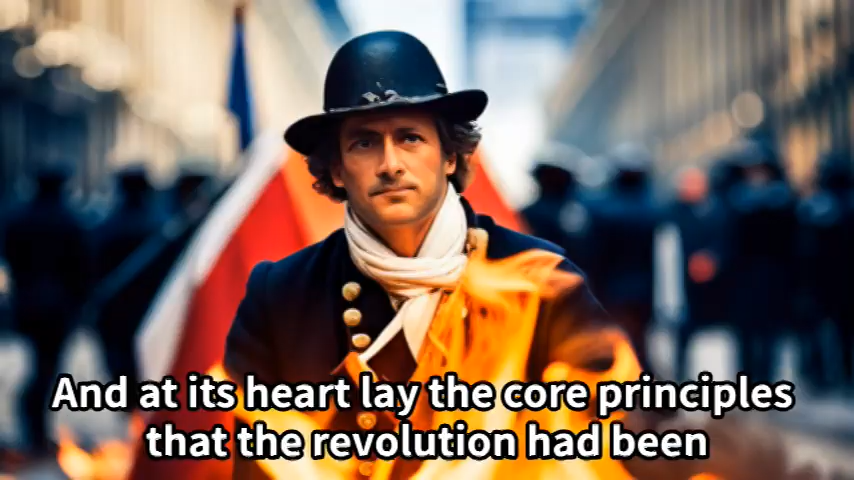 And at its heart lay the core principles
that the revolution had been